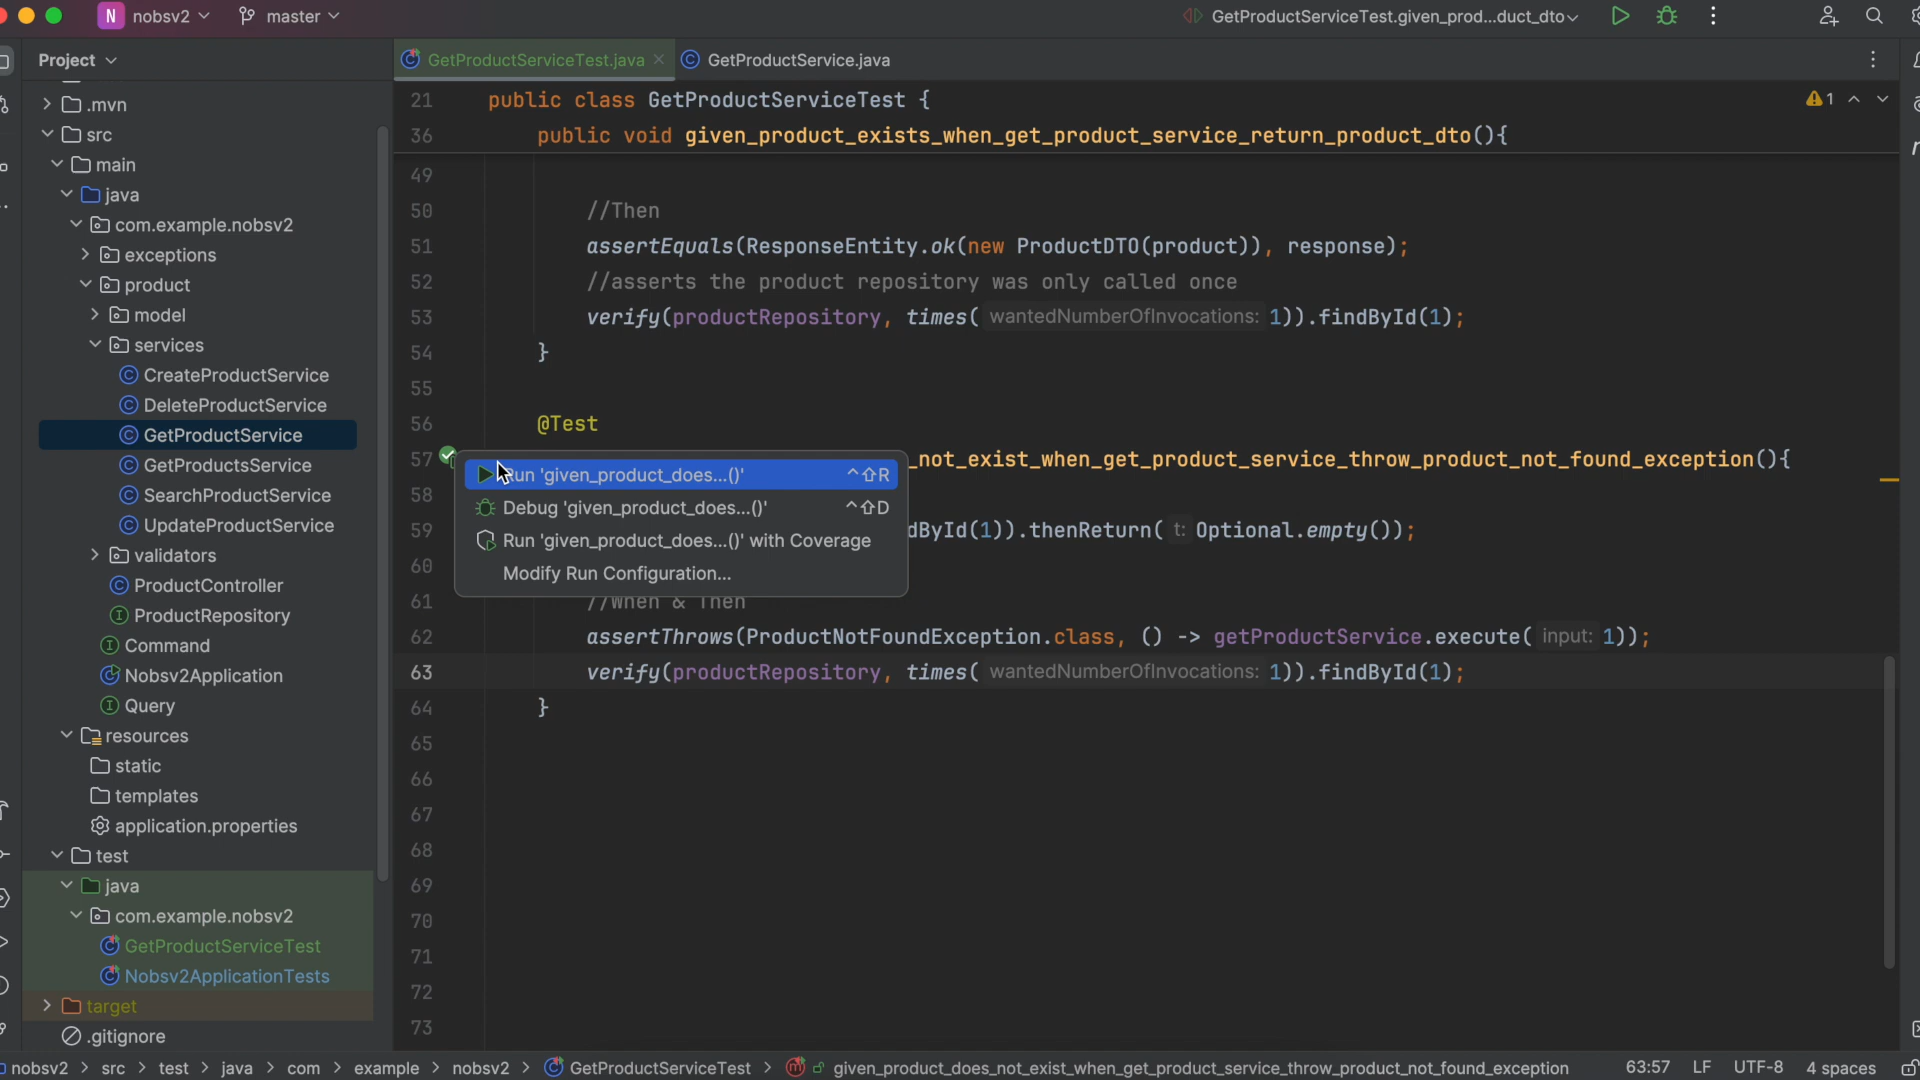 N nobsv2 master GetProductServiceTest.given_prod...duct_dto
Project
GetProductServiceTest.java GetProductService.java
.mvn
src
main
java
com.example.nobsv2
exceptions
product
model
services
CreateProductService
DeleteProductService
GetProductService
GetProductsService
SearchProductService
UpdateProductService
validators
ProductController
ProductRepository
Command
Nobsv2Application
Query
resources
static
templates
application.properties
test
java
com.example.nobsv2
GetProductServiceTest
Nobsv2ApplicationTests
target
.gitignore
21 public class GetProductServiceTest {
1
36 public void given_product_exists_when_get_product_service_return_product_dto(){
49
50 //Then
51 assertEquals(ResponseEntity.ok(new ProductDTO(product)), response);
52 //asserts the product repository was only called once
53 verify(productRepository, times( wantedNumberOfInvocations: 1)).findById(1);
54 }
55
56 @Test
57 _not_exist_when_get_product_service_throw_product_not_found_exception(){
Run 'given_product_does...()' ^⇧R
58
Debug 'given_product_does...()' ^⇧D
59 dById(1)).thenReturn( t: Optional.empty());
Run 'given_product_does...()' with Coverage
60
Modify Run Configuration...
61 //When & Then
62 assertThrows(ProductNotFoundException.class, () -> getProductService.execute( input: 1));
63 verify(productRepository, times( wantedNumberOfInvocations: 1)).findById(1);
64 }
65
66
67
68
69
70
71
72
73
nobsv2 > src > test > java > com > example > nobsv2 > GetProductServiceTest > given_product_does_not_exist_when_get_product_service_throw_product_not_found_exception 63:57 LF UTF-8 4 spaces